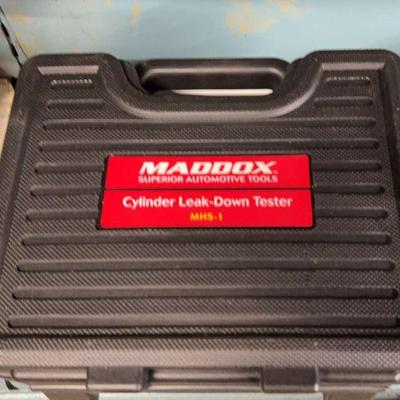 MADDOX
SUPERIOR AUTOMOTIVE TOOLS
Cylinder Leak-Down Tester
MHS-1